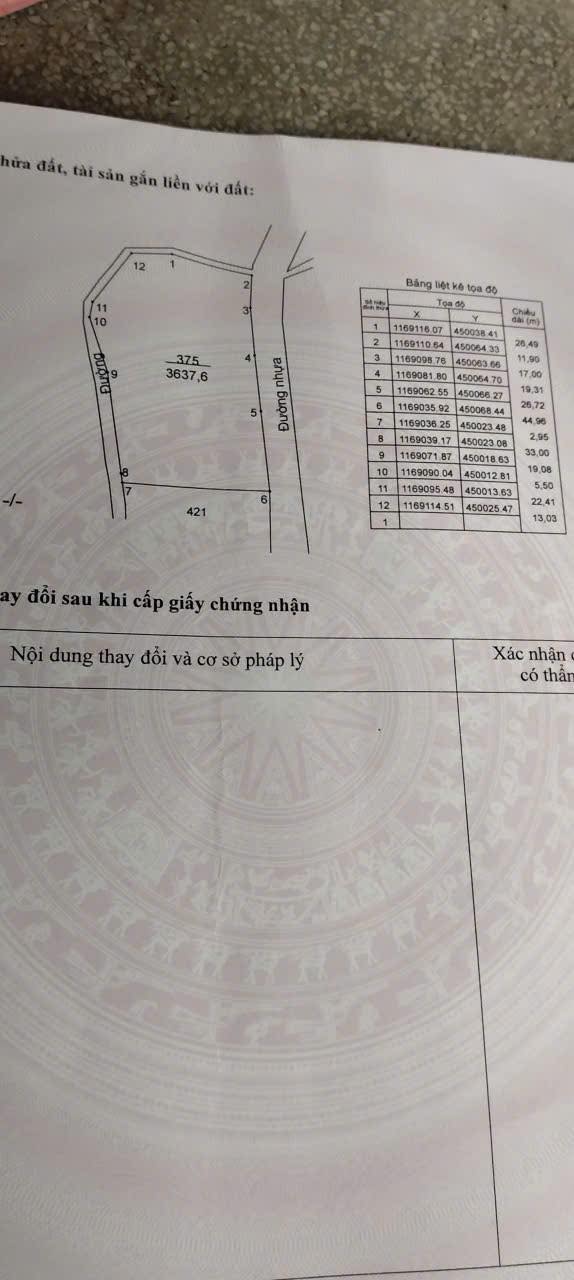 hửa đất, tài sản gắn liền với đất:
12
1
2
3
11
10
375
3637,6
4
9
Đường
Đường nhựa
5
8
7
6
421
-/-
Bảng liệt kê tọa độ
Số hiệu đỉnh thửa Tọa độ Chiều dài (m)
X Y
1 1169116.07 450038.41
26,49
2 1169110.64 450064.33
11,90
3 1169098.76 450063.66
17,00
4 1169081.80 450064.70
19,31
5 1169062.55 450066.27
26,72
6 1169035.92 450068.44
44,96
7 1169036.25 450023.48
2,95
8 1169039.17 450023.08
33,00
9 1169071.87 450018.63
19,08
10 1169090.04 450012.81
5,50
11 1169095.48 450013.63
22,41
12 1169114.51 450025.47
13,03
1
ay đổi sau khi cấp giấy chứng nhận
Nội dung thay đổi và cơ sở pháp lý
Xác nhận
có thẩn